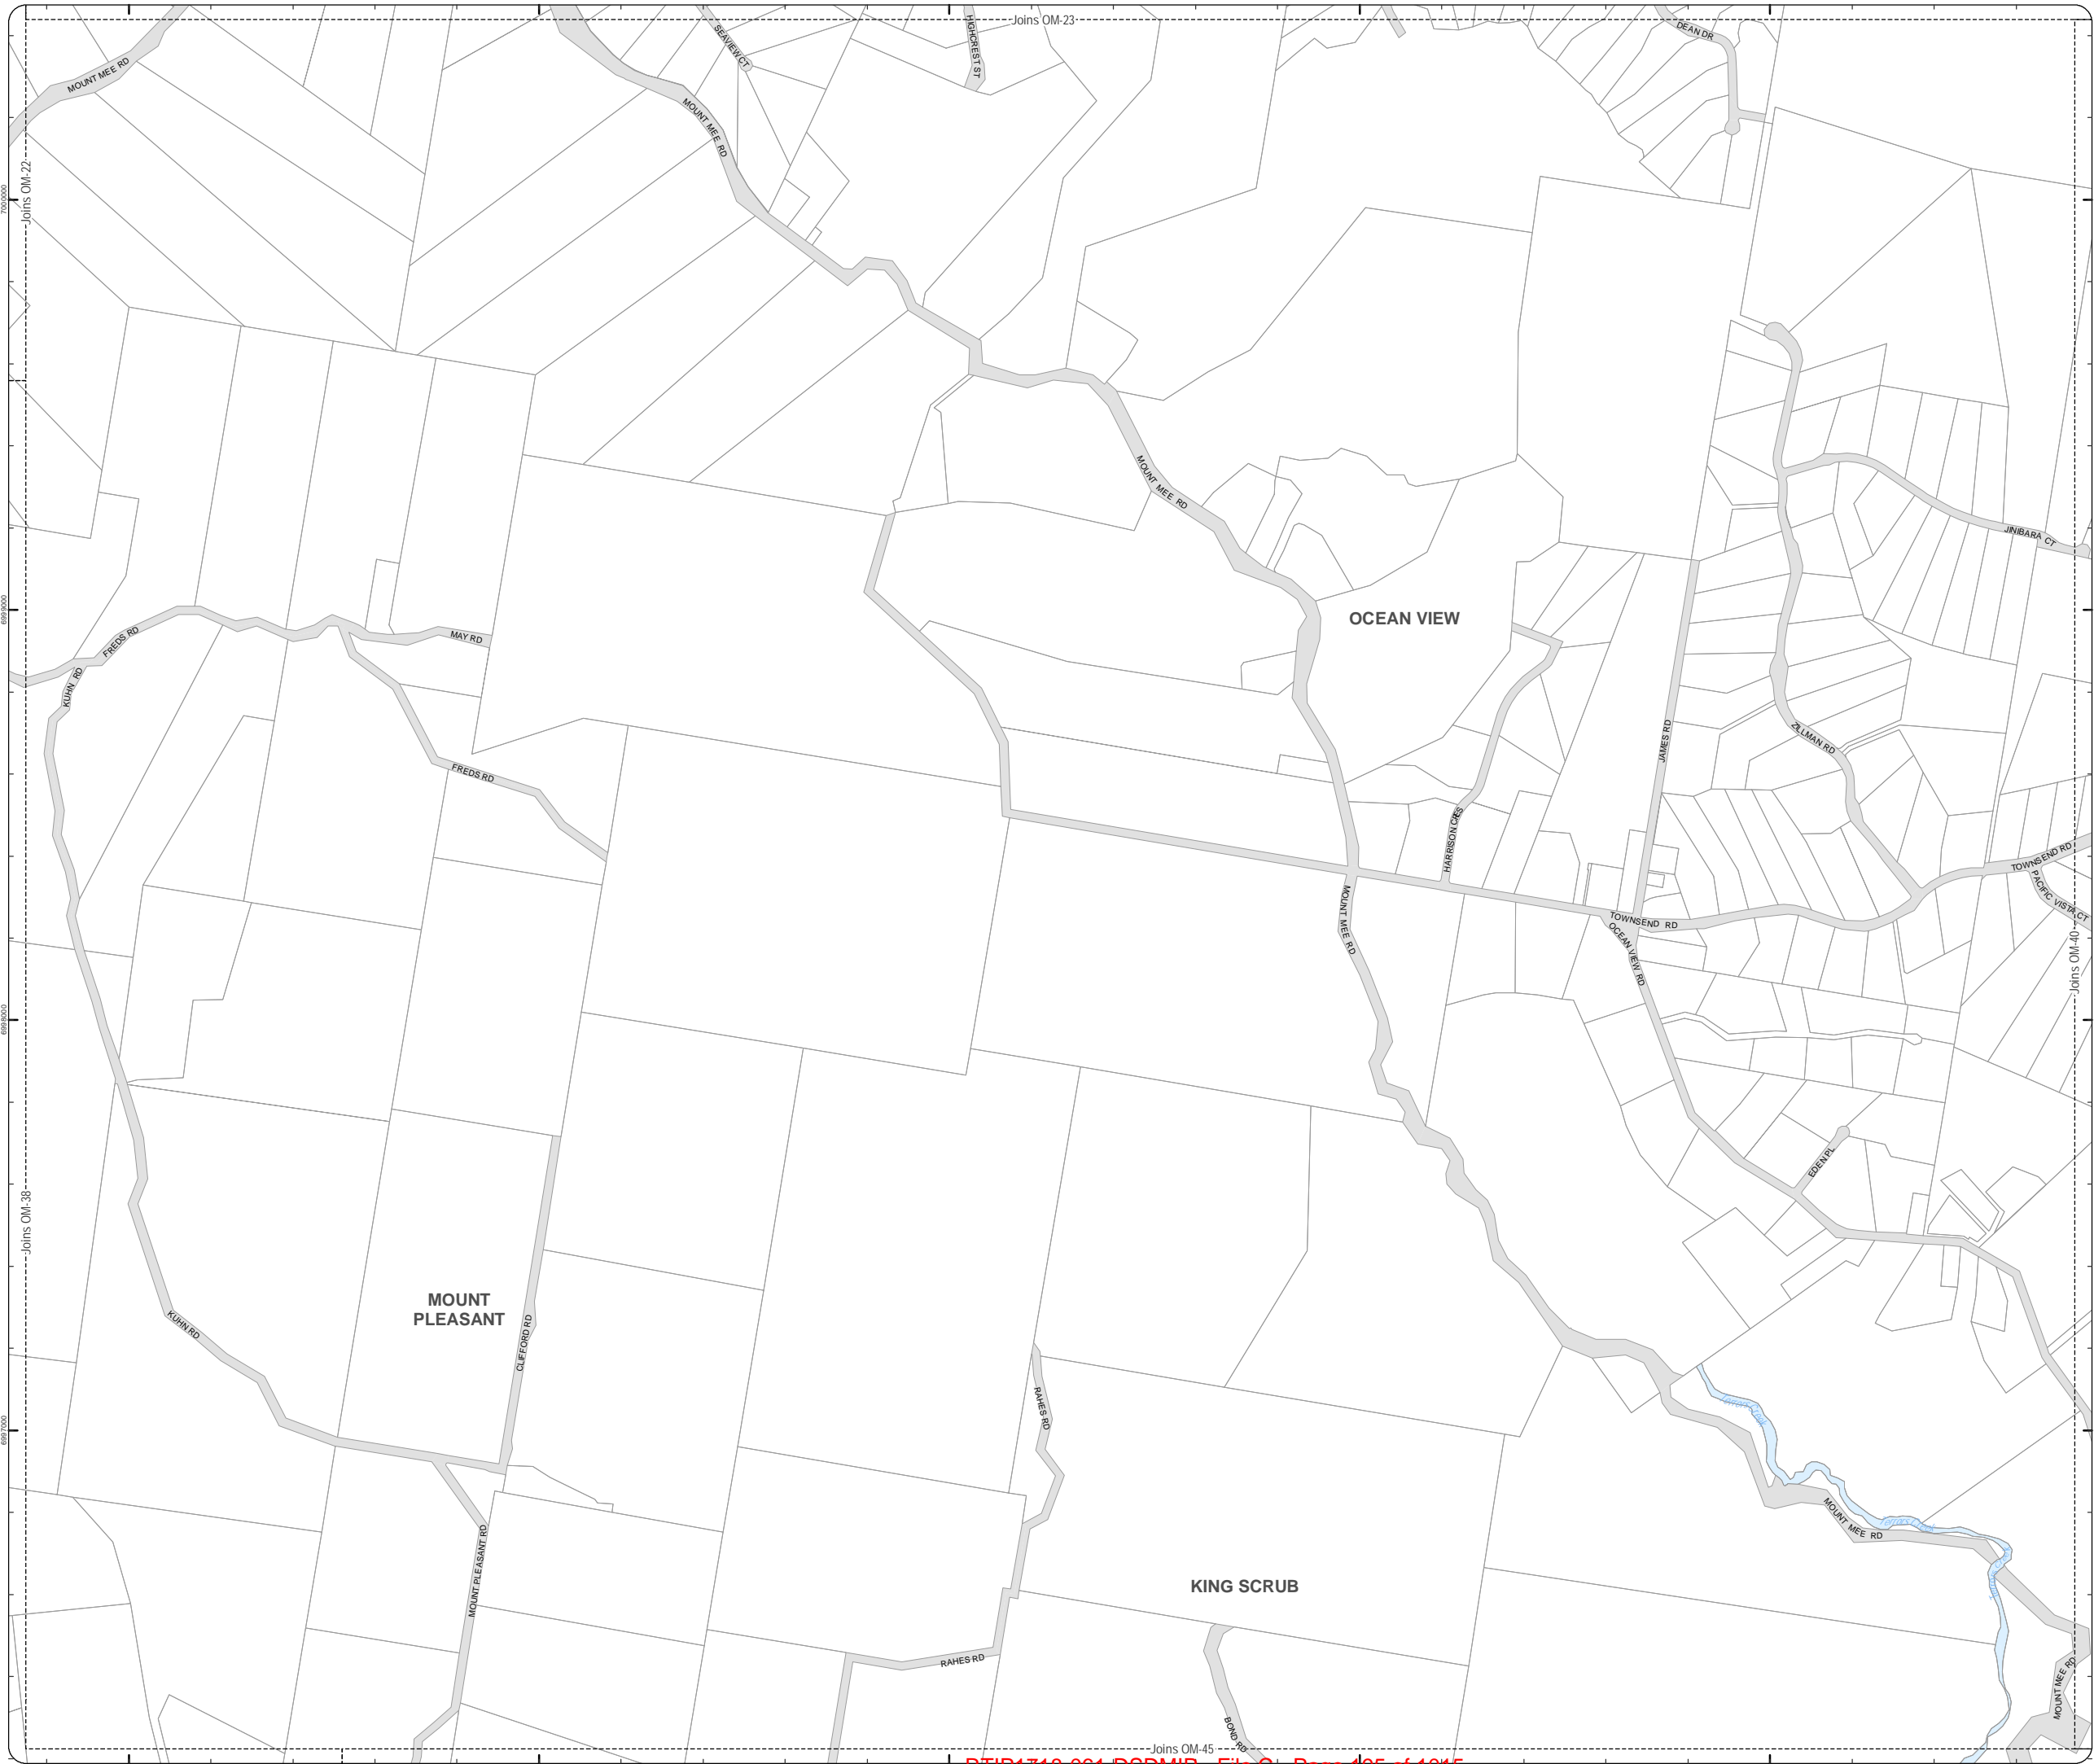 Joins OM-23
DEAN DR
HIGHCREST ST
SEAVIEW CT
MOUNT MEE RD
MOUNT MEE RD
Joins OM-22
7000000
MOUNT MEE RD
JINIBARA CT
6999000
OCEAN VIEW
FREDS RD
MAY RD
KUHN RD
JAMES RD
ZILLMAN RD
FREDS RD
HARRISON CRES
TOWNSEND RD
PACIFIC VISTA CT
MOUNT MEE RD
TOWNSEND RD
OCEAN VIEW RD
Joins OM-40
6998000
EDEN PL
Joins OM-38
MOUNT
PLEASANT
KUHN RD
CLIFFORD RD
RAHES RD
6997000
MOUNT MEE RD
MOUNT PLEASANT RD
KING SCRUB
RAHES RD
MOUNT MEE RD
BOND RD
Joins OM-45